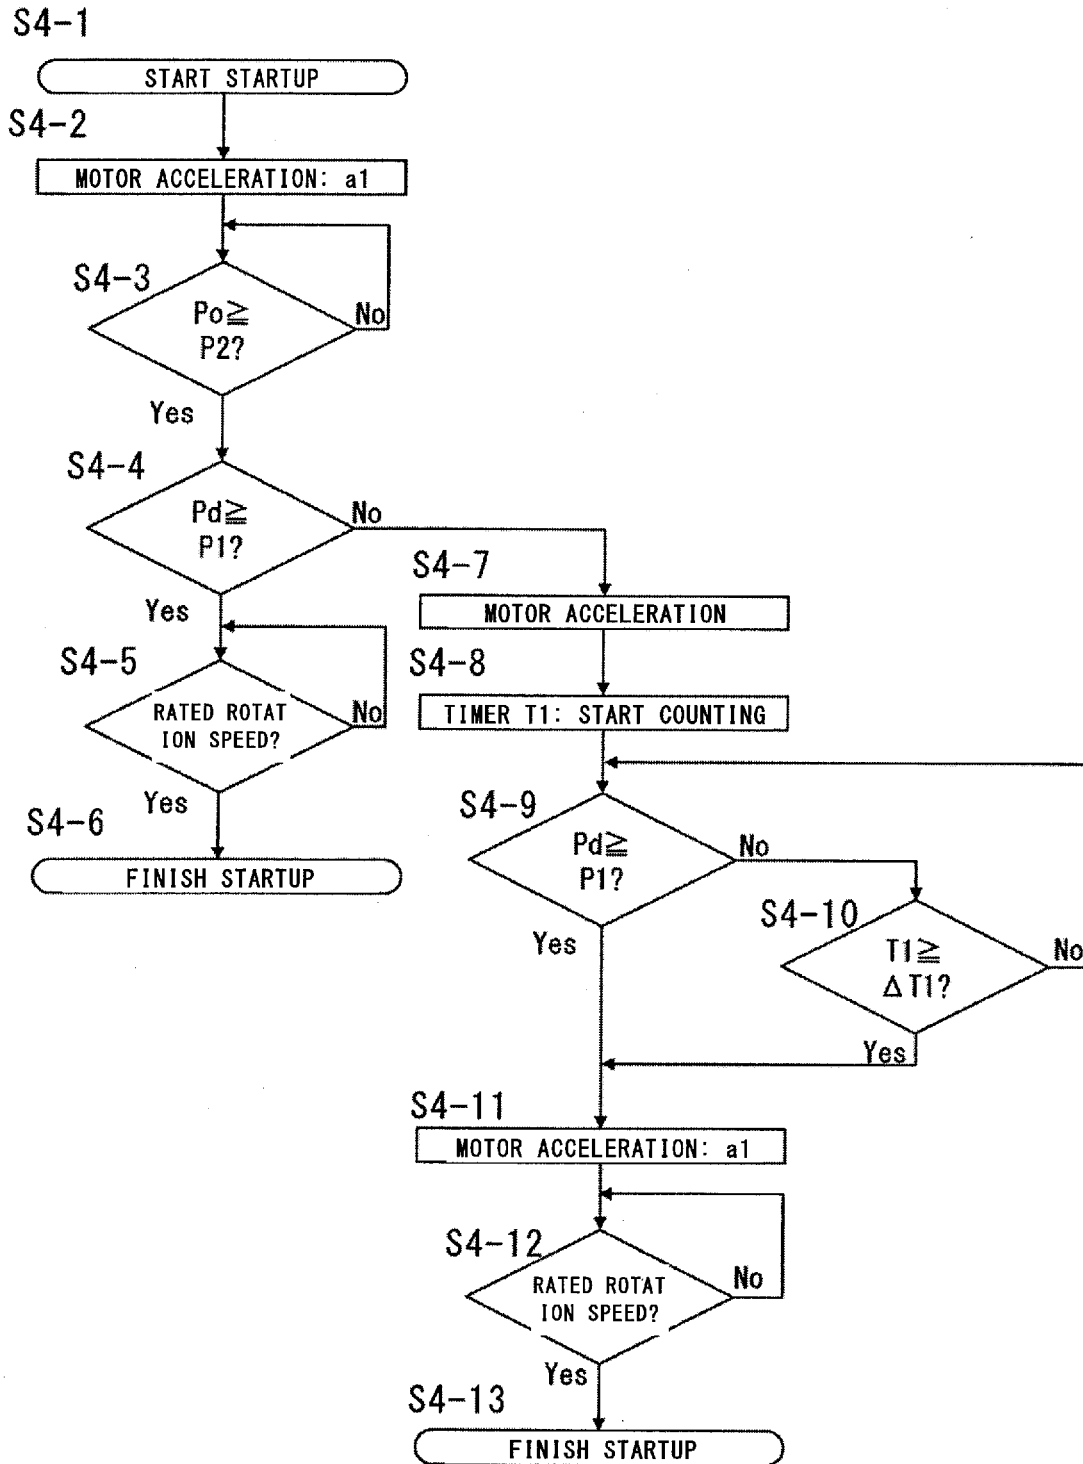 S4-1
START STARTUP
S4-2
MOTOR ACCELERATION: a1
S4-3
Po≧
P2?
No
Yes
S4-4
Pd≧
P1?
No
Yes
S4-5
RATED ROTAT
ION SPEED?
No
Yes
S4-6
FINISH STARTUP
S4-7
MOTOR ACCELERATION
S4-8
TIMER T1: START COUNTING
S4-9
Pd≧
P1?
No
Yes
S4-10
T1≧
ΔT1?
No
Yes
S4-11
MOTOR ACCELERATION: a1
S4-12
RATED ROTAT
ION SPEED?
No
Yes
S4-13
FINISH STARTUP